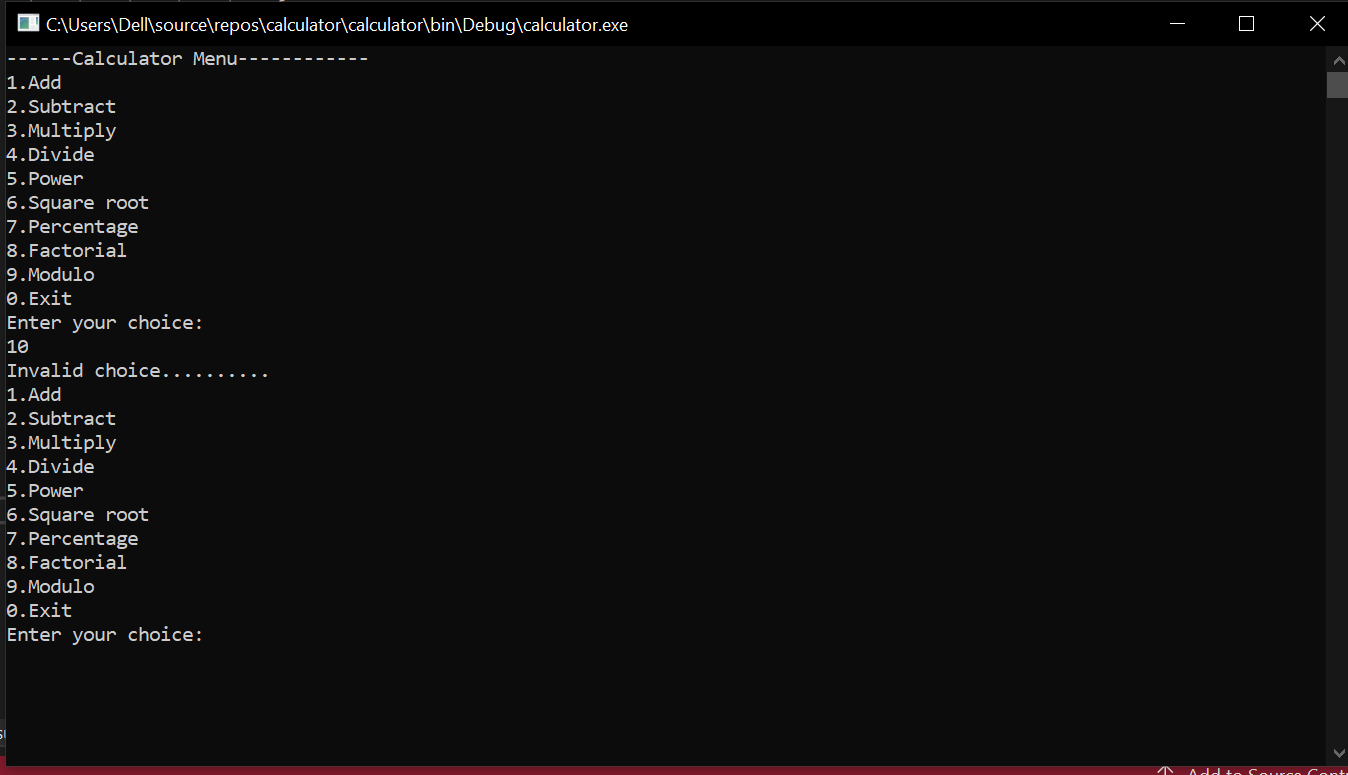 C:\Users\Dell\source\repos\calculator\calculator\bin\Debug\calculator.exe
------Calculator Menu------------
1.Add
2.Subtract
3.Multiply
4.Divide
5.Power
6.Square root
7.Percentage
8.Factorial
9.Modulo
0.Exit
Enter your choice:
10
Invalid choice..........
1.Add
2.Subtract
3.Multiply
4.Divide
5.Power
6.Square root
7.Percentage
8.Factorial
9.Modulo
0.Exit
Enter your choice:
Add to Source